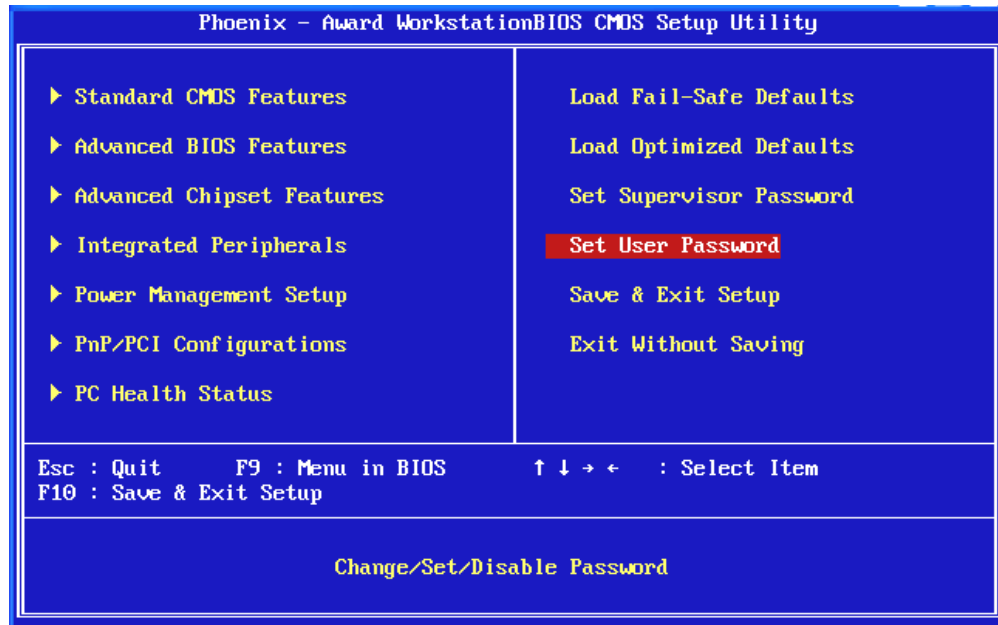 Phoenix - Award WorkstationBIOS CMOS Setup Utility
Standard CMOS Features
Advanced BIOS Features
Advanced Chipset Features
Integrated Peripherals
Power Management Setup
PnP/PCI Configurations
PC Health Status
Load Fail-Safe Defaults
Load Optimized Defaults
Set Supervisor Password
Set User Password
Save & Exit Setup
Exit Without Saving
Esc : Quit F9 : Menu in BIOS ↑ ↓ → ← : Select Item
F10 : Save & Exit Setup
Change/Set/Disable Password